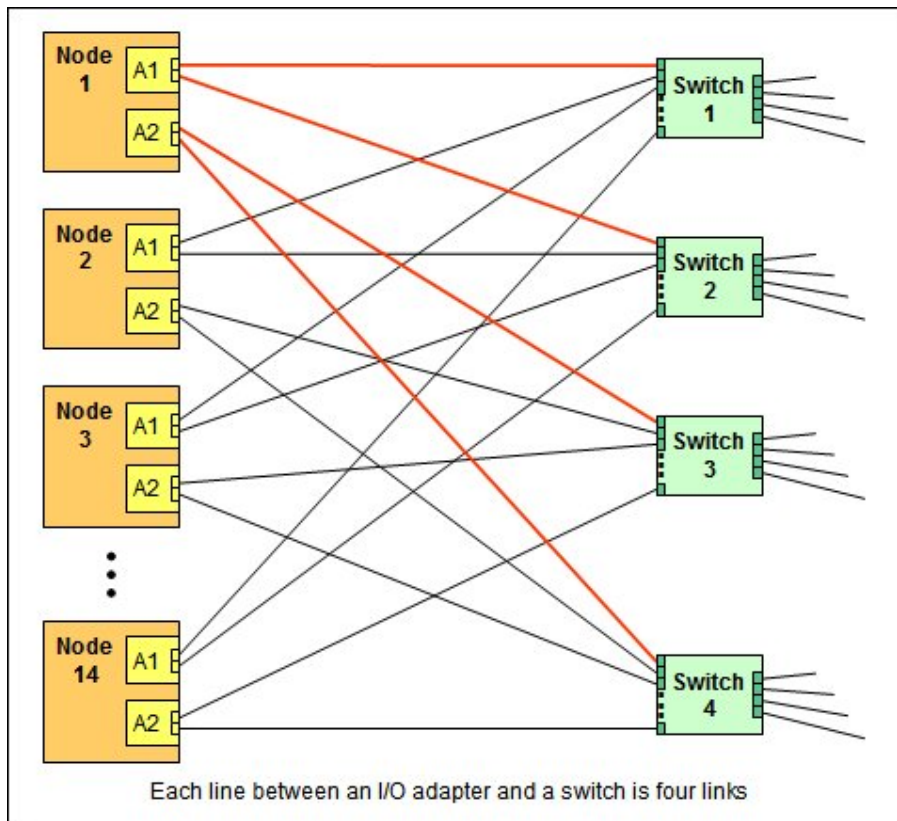 Node
1
A1
A2
Switch
1
Node
2
A1
A2
Switch
2
Node
3
A1
A2
Switch
3
Node
14
A1
A2
Switch
4
Each line between an I/O adapter and a switch is four links